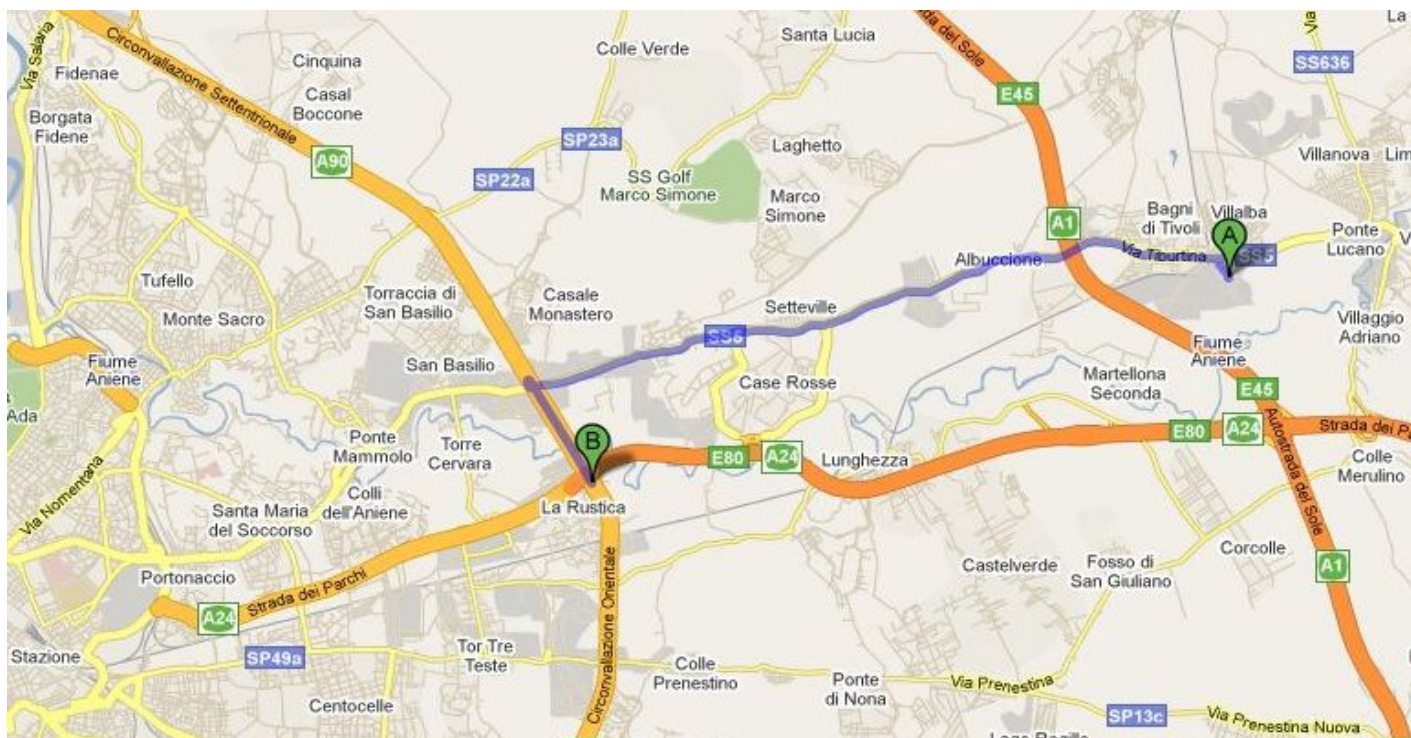 Via Salaria
Circonvallazione Settentrionale
Fidenae
Cinquina
Casal
Boccone
Borgata
Fidene
Colle Verde
Santa Lucia
da del Sole
E45
Via
La
SS636
A90
SP23a
SP22a
Laghetto
SS Golf
Marco Simone
Marco
Simone
Villanova
Lim
A1
Bagni
di Tivoli
Villalba
A
Ponte
Lucano
V
Via Tiburtina
SS5
Albuccione
Tufello
Monte Sacro
Torraccia di
San Basilio
Casale
Monastero
Setteville
SS5
Villaggio
Adriano
Fiume
Aniene
San Basilio
Fiume
Aniene
Case Rosse
Martellona
Seconda
E45
Ada
Ponte
Mammolo
Torre
Cervara
B
E80
A24
Lunghezza
E80
A24
Strada dei Pa
Autostrada del Sole
Colle
Merulino
Via Nomentana
Santa Maria
del Soccorso
Colli
dell'Aniene
La Rustica
Portonaccio
Strada dei Parchi
A24
Circonvallazione Orientale
Castelverde
Fosso di
San Giuliano
Corcolle
A1
Stazione
SP49a
Tor Tre
Teste
Colle
Prenestino
Ponte
di Nona
Via Prenestina
Centocelle
SP13c
Via Prenestina Nuova